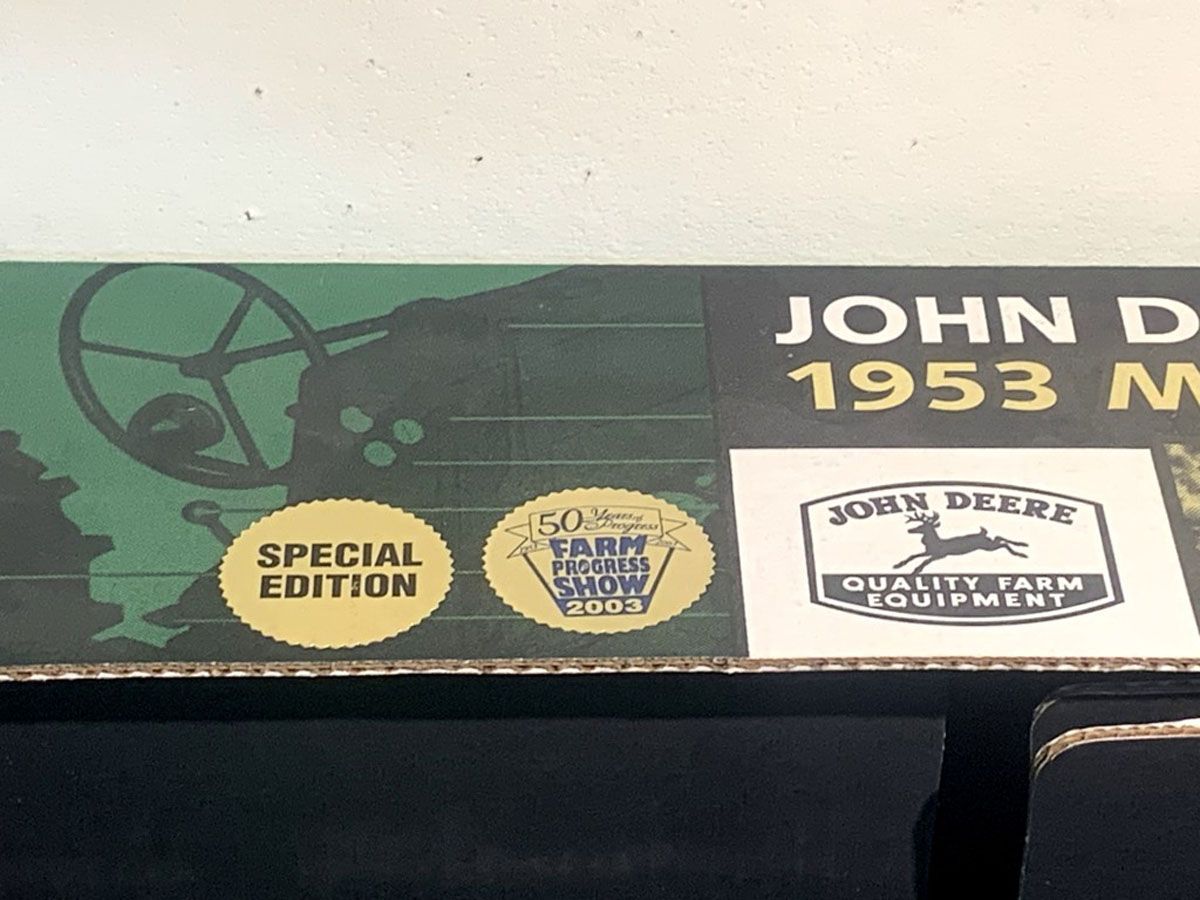 JOHN D
1953 M
SPECIAL
EDITION
50 Years of
Progress
FARM
PROGRESS
SHOW
2003
JOHN DEERE
QUALITY FARM
EQUIPMENT